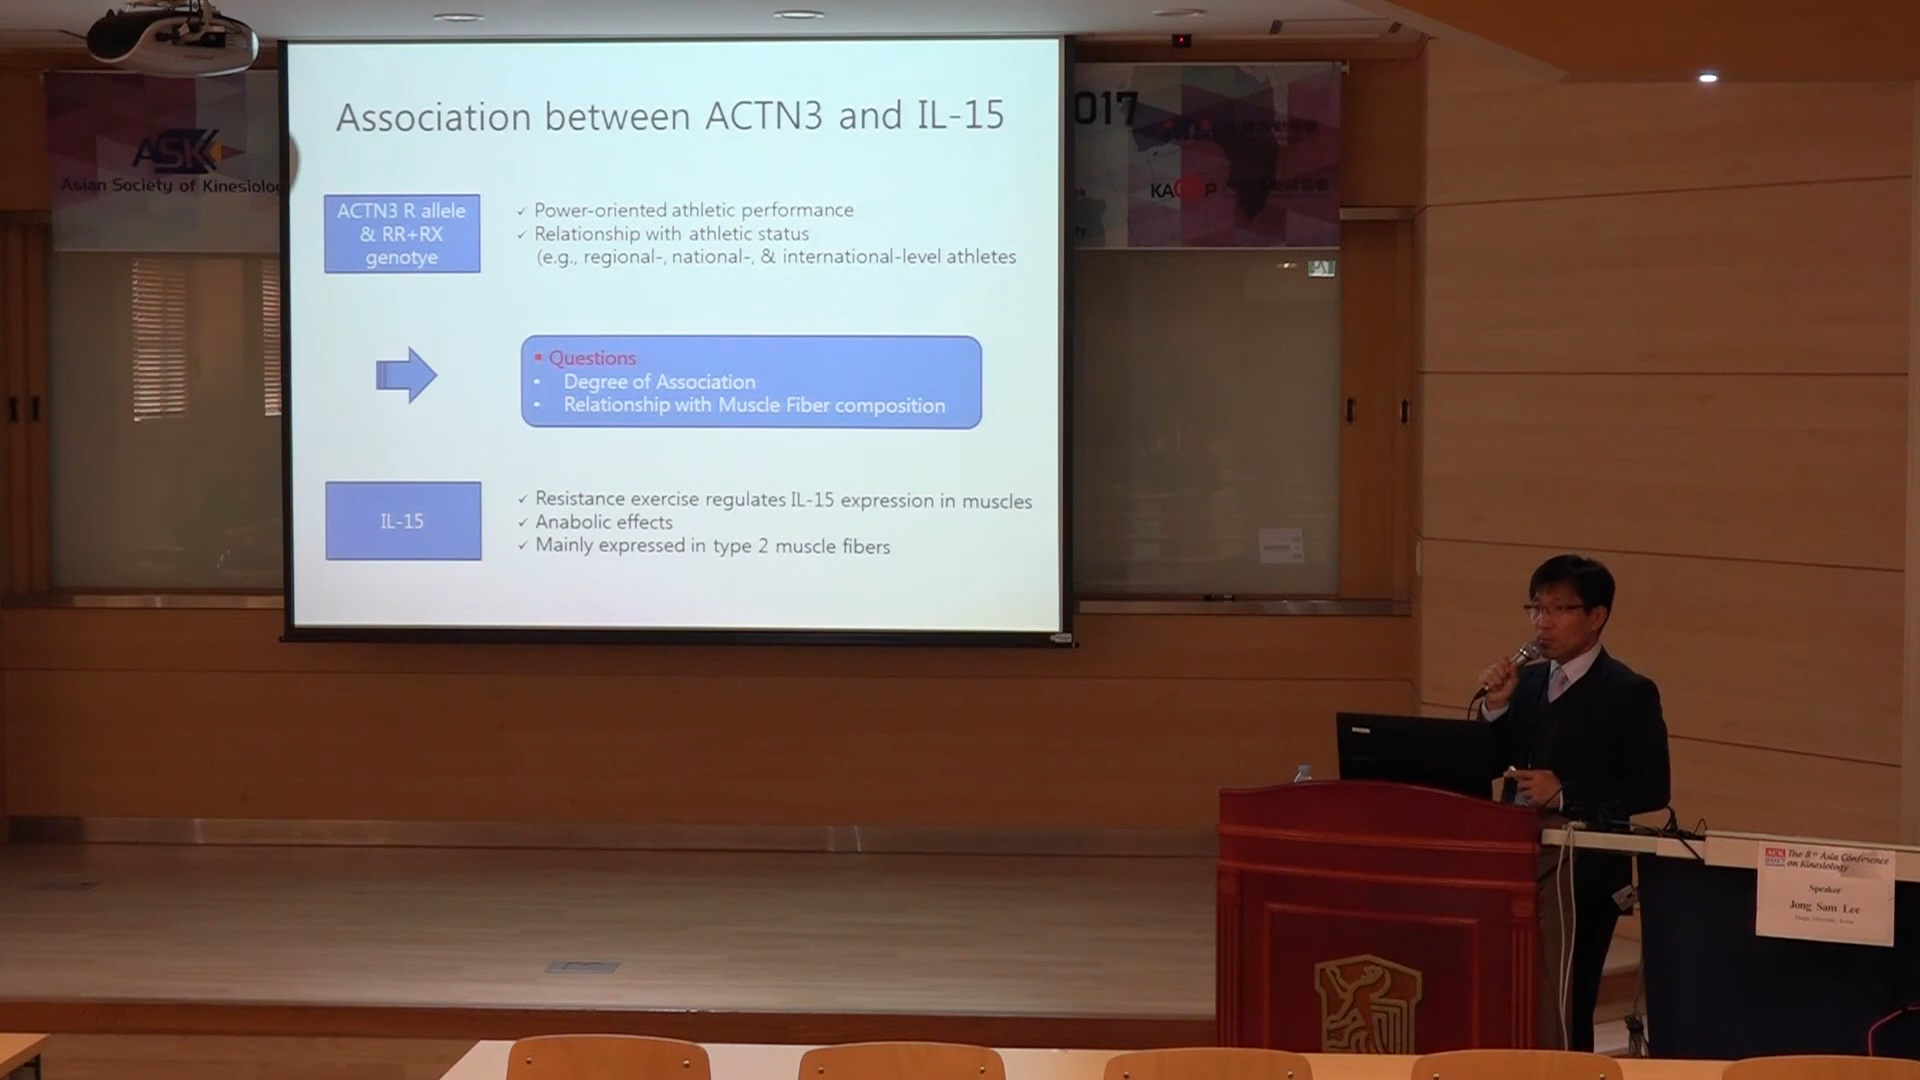 Association between ACTN3 and IL-15
ACTN3 R allele
& RR+RX
genotye
✓ Power-oriented athletic performance
✓ Relationship with athletic status
(e.g., regional-, national-, & international-level athletes
▪ Questions
• Degree of Association
• Relationship with Muscle Fiber composition
IL-15
✓ Resistance exercise regulates IL-15 expression in muscles
✓ Anabolic effects
✓ Mainly expressed in type 2 muscle fibers
ASK
Asian Society of Kinesiolog
017
The 8th Asia Conference
on Kinesiology
Speaker
Jong Sam Lee